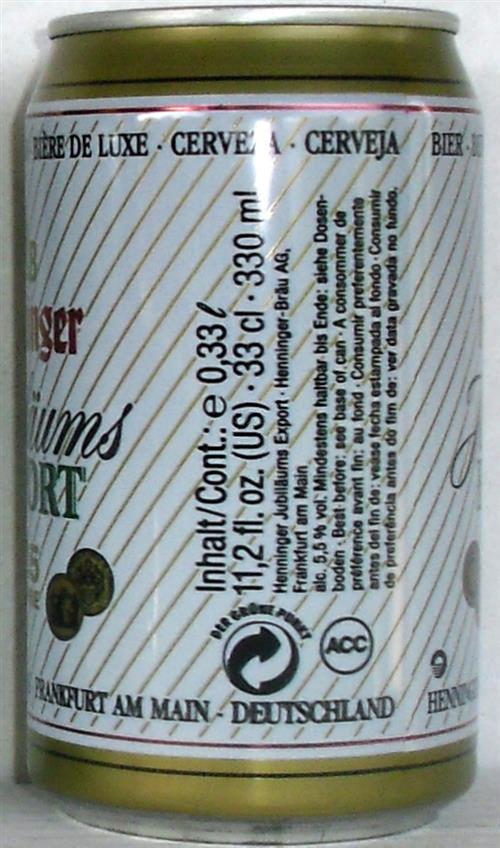 BIÈRE DE LUXE · CERVEZA · CERVEJA BIER
nger
äums
ORT
Inhalt/Cont.: e 0,33 ℓ
11,2 fl. oz. (US) · 33 cl · 330 ml
Henninger Jubiläums Export · Henninger-Bräu AG,
Frankfurt am Main
alc. 5,5 % vol. Mindestens haltbar bis Ende: siehe Dosen-
boden · Best before: see base of can · A consommer de
préférence avant fin: au fond · Consumir preferentemente
antes del fin de: vease fecha estampada al fondo · Consumir
de preferência antes do fim de: ver data gravada no fundo.
DER GRÜNE PUNKT
ACC
FRANKFURT AM MAIN - DEUTSCHLAND HENNING